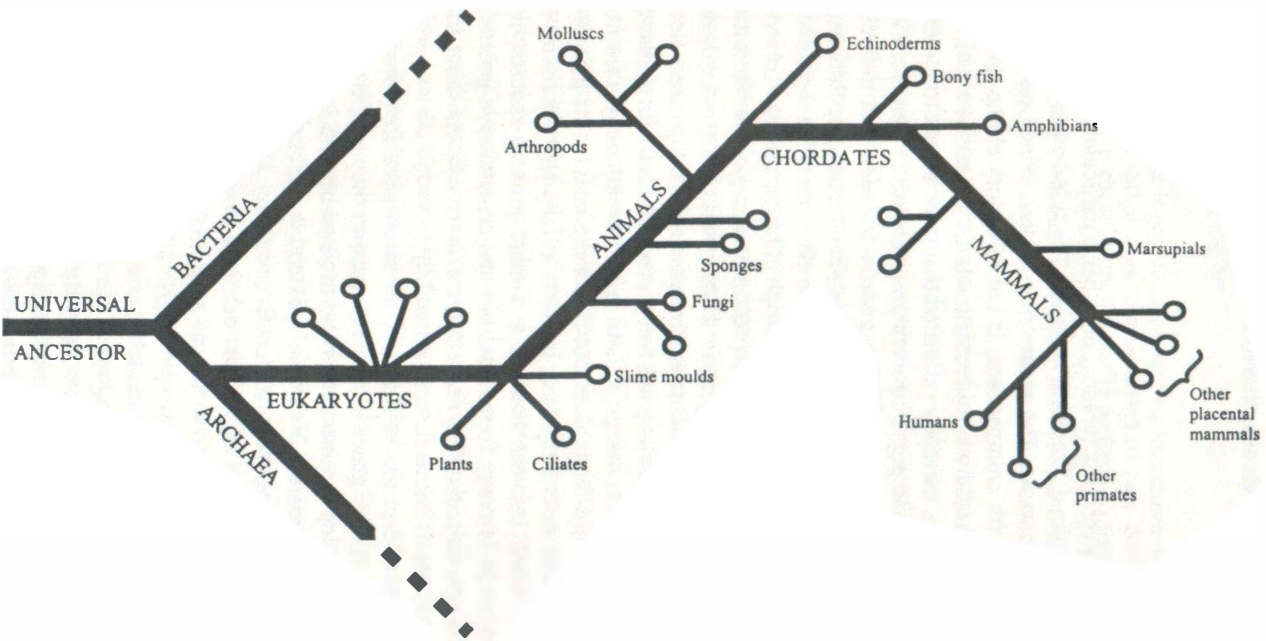 Molluscs
Echinoderms
Bony fish
Amphibians
Arthropods
CHORDATES
ANIMALS
BACTERIA
Sponges
Marsupials
MAMMALS
UNIVERSAL
ANCESTOR
Fungi
EUKARYOTES
Slime moulds
ARCHAEA
Plants
Ciliates
Humans
Other
placental
mammals
Other
primates